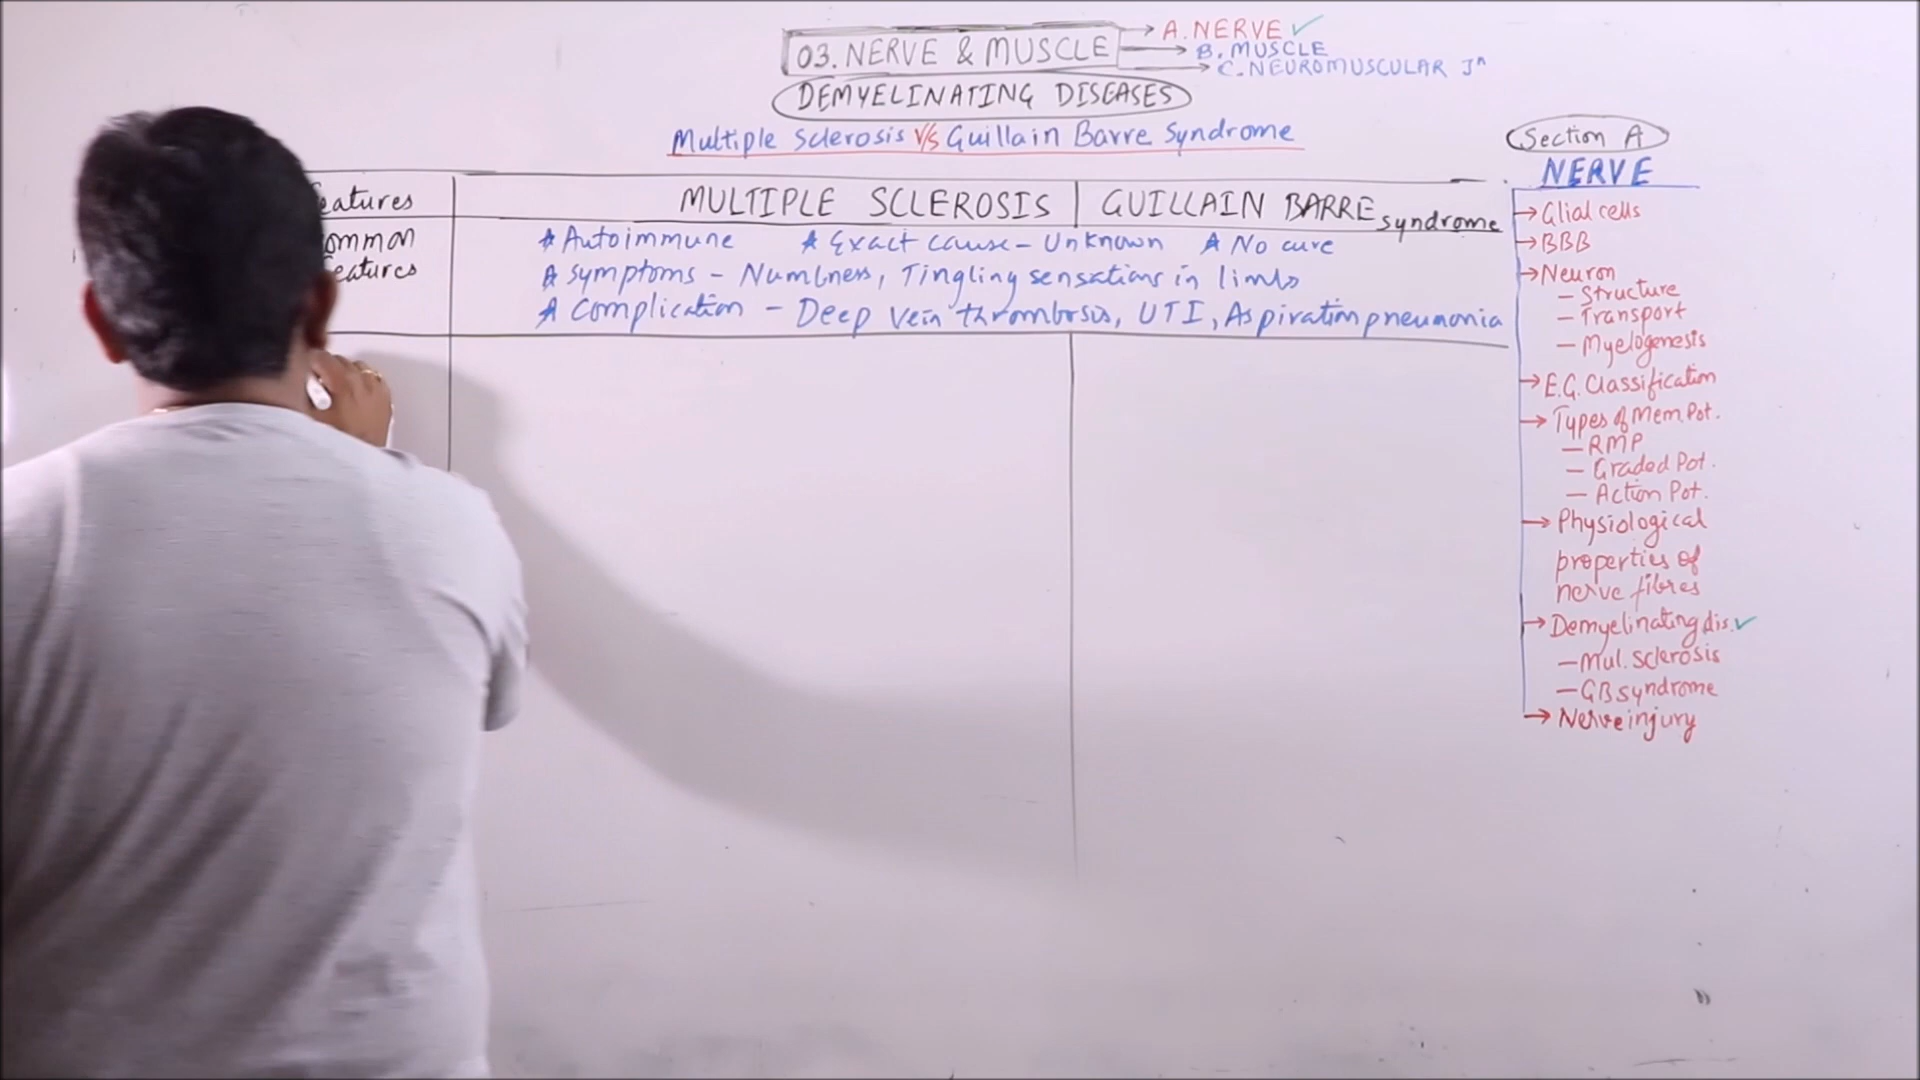 03. NERVE & MUSCLE
A. NERVE ✓
B. MUSCLE
C. NEUROMUSCULAR Jn
DEMYELINATING DISEASES
Multiple Sclerosis V/s Guillain Barre Syndrome
eatures
MULTIPLE SCLEROSIS
GUILLAIN BARRE syndrome
ommon
eatures
* Autoimmune * Exact cause - Unknown * No cure
* Symptoms - Numbness, Tingling sensations in limbs
* Complication - Deep vein thrombosis, UTI, Aspiration pneumonia
Section A
NERVE
→ Glial cells
→ BBB
→ Neuron
- Structure
- Transport
- Myelogenesis
→ E.G. Classification
→ Types of Mem. Pot.
- RMP
- Graded Pot.
- Action Pot.
→ Physiological
properties of
nerve fibres
→ Demyelinating dis. ✓
- Mul. Sclerosis
- GB syndrome
→ Nerve injury